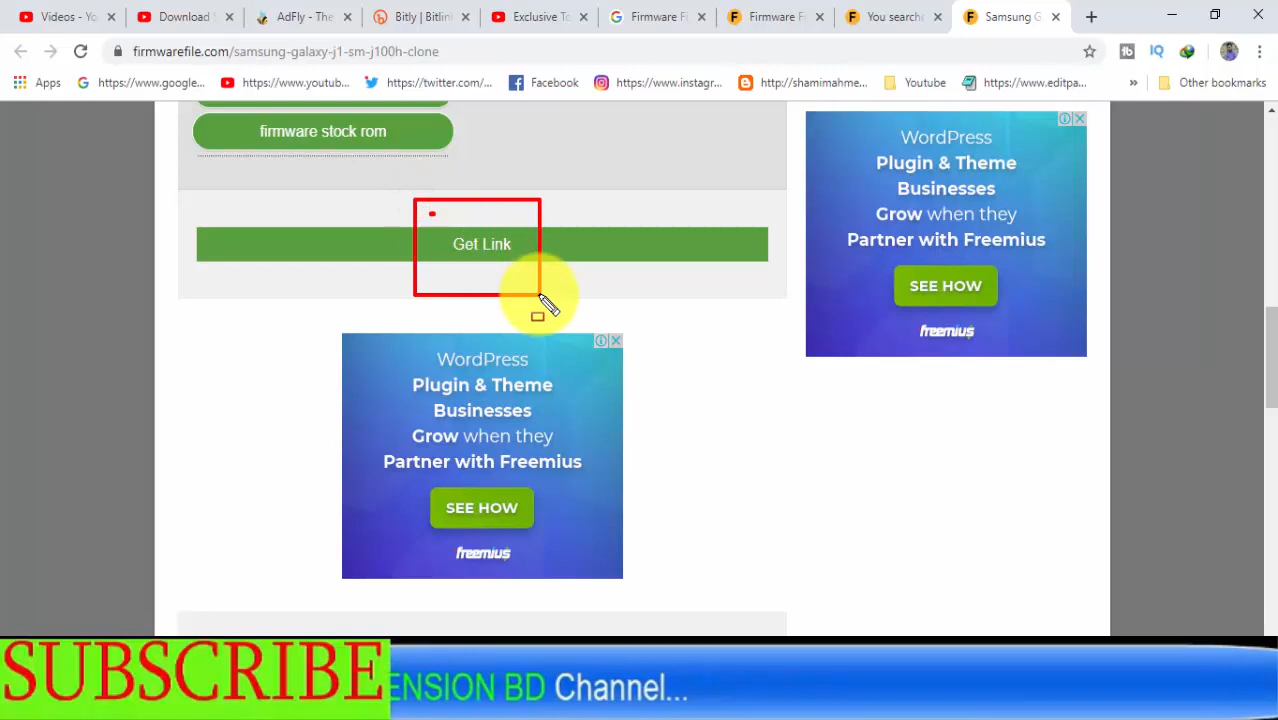 Videos - Yo
Download S
AdFly - The
Bitly | Bitlin
Exclusive To
Firmware Fi
Firmware F
You searche
Samsung G
firmwarefile.com/samsung-galaxy-j1-sm-j100h-clone
Apps
https://www.google...
https://www.youtub...
https://twitter.com/...
Facebook
https://www.instagr...
http://shamimahme...
Youtube
https://www.editpa...
»
Other bookmarks
firmware stock rom
Get Link
WordPress
Plugin & Theme
Businesses
Grow when they
Partner with Freemius
SEE HOW
freemius
WordPress
Plugin & Theme
Businesses
Grow when they
Partner with Freemius
SEE HOW
freemius
SUBSCRIBE
ENSION BD Channel...